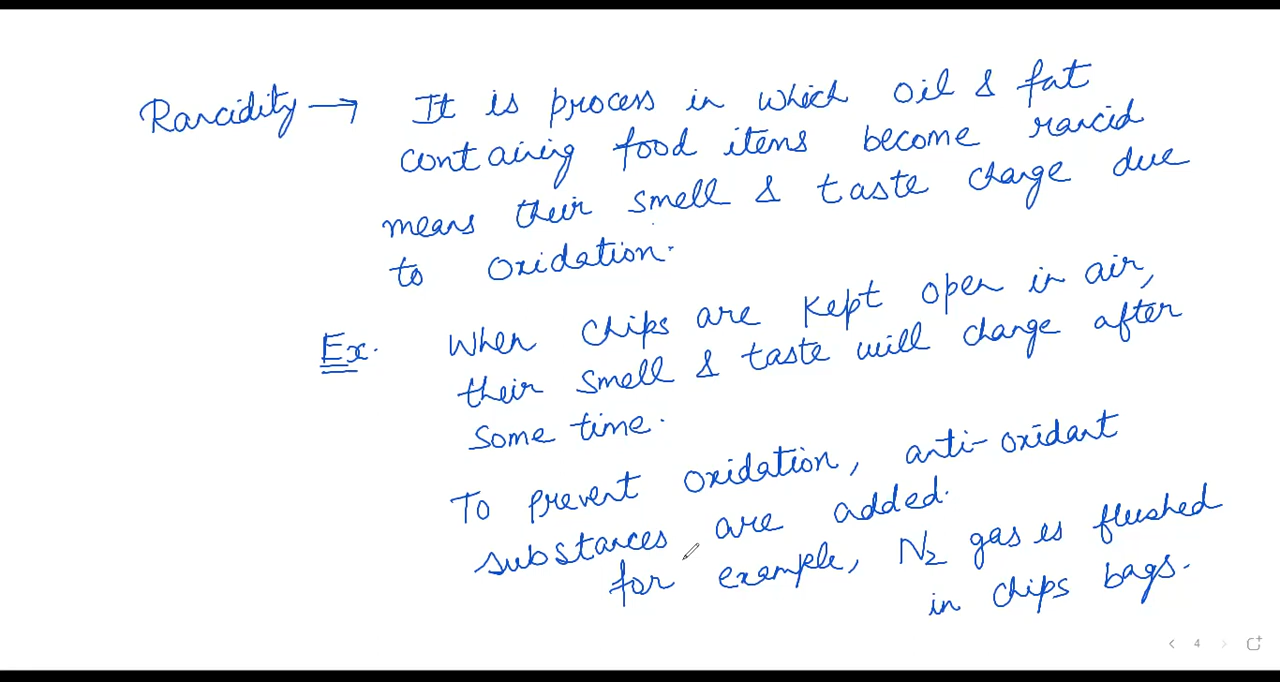 Rancidity → It is process in which oil & fat
containing food items become rancid
means their smell & taste change due
to oxidation.
Ex. When chips are kept open in air,
their smell & taste will change after
some time.
To prevent oxidation, anti-oxidant
substances are added.
for example, N₂ gas is flushed
in chips bags.
4